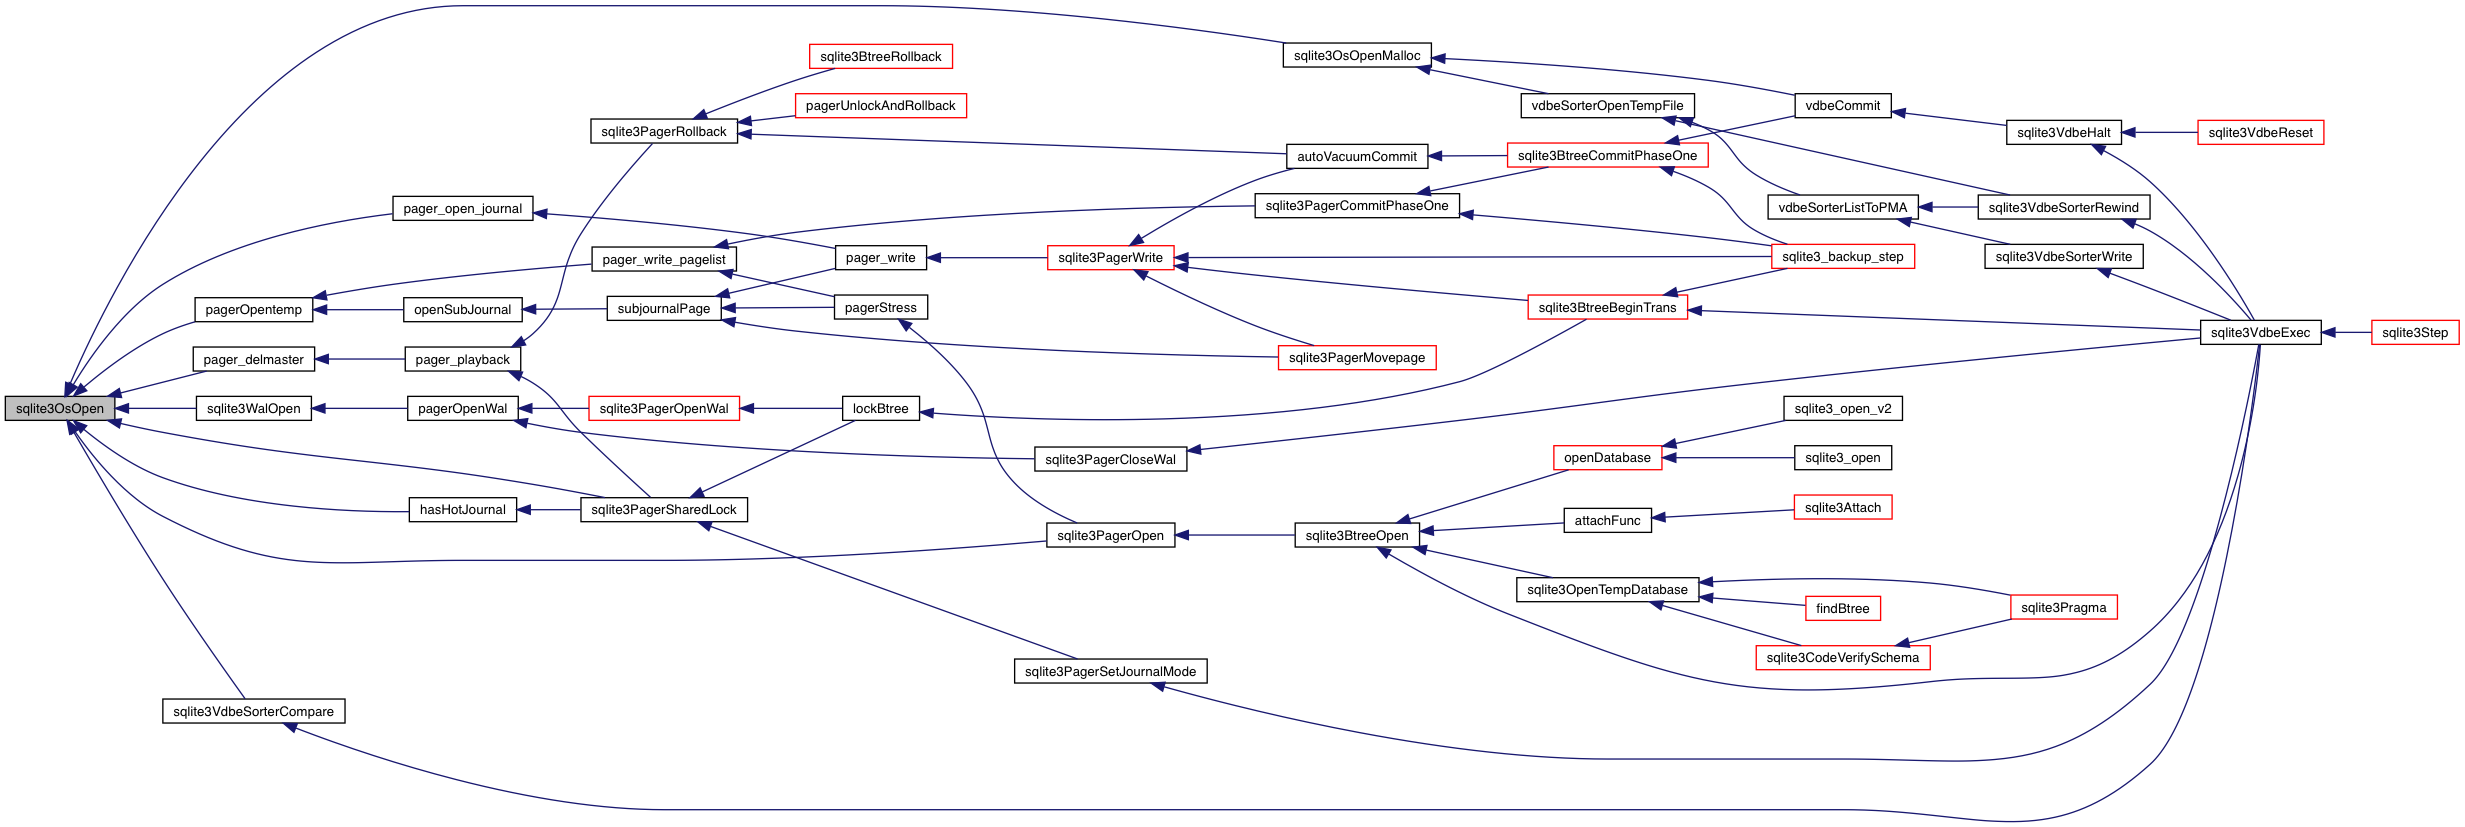 sqlite3OsOpen
pager_open_journal
pagerOpentemp
pager_delmaster
sqlite3WalOpen
hasHotJournal
sqlite3VdbeSorterCompare
openSubJournal
pager_playback
pagerOpenWal
sqlite3BtreeRollback
pagerUnlockAndRollback
sqlite3PagerRollback
pager_write_pagelist
subjournalPage
sqlite3PagerOpenWal
sqlite3PagerSharedLock
pager_write
pagerStress
lockBtree
sqlite3PagerWrite
sqlite3PagerCloseWal
sqlite3PagerOpen
sqlite3PagerSetJournalMode
sqlite3OsOpenMalloc
autoVacuumCommit
sqlite3PagerCommitPhaseOne
sqlite3PagerMovepage
sqlite3BtreeOpen
vdbeSorterOpenTempFile
sqlite3BtreeCommitPhaseOne
sqlite3BtreeBeginTrans
openDatabase
attachFunc
sqlite3OpenTempDatabase
vdbeCommit
vdbeSorterListToPMA
sqlite3_backup_step
sqlite3_open_v2
sqlite3_open
sqlite3Attach
findBtree
sqlite3CodeVerifySchema
sqlite3VdbeHalt
sqlite3VdbeSorterRewind
sqlite3VdbeSorterWrite
sqlite3Pragma
sqlite3VdbeReset
sqlite3VdbeExec
sqlite3Step